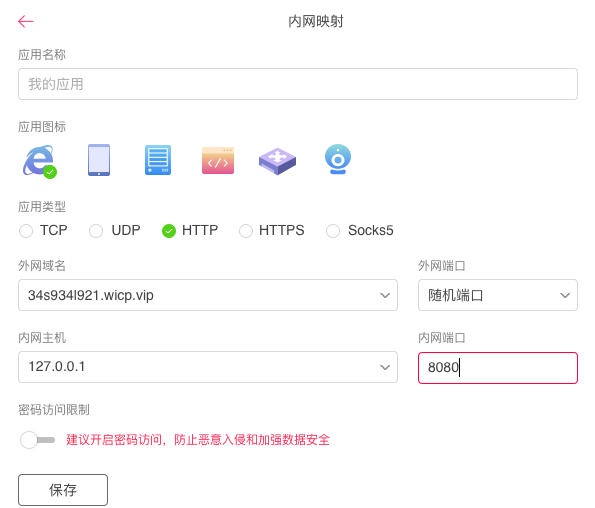 内网映射
应用名称
我的应用
应用图标
应用类型
TCP UDP HTTP HTTPS Socks5
外网域名 外网端口
34s934l921.wicp.vip 随机端口
内网主机 内网端口
127.0.0.1 8080
密码访问限制
建议开启密码访问，防止恶意入侵和加强数据安全
保存